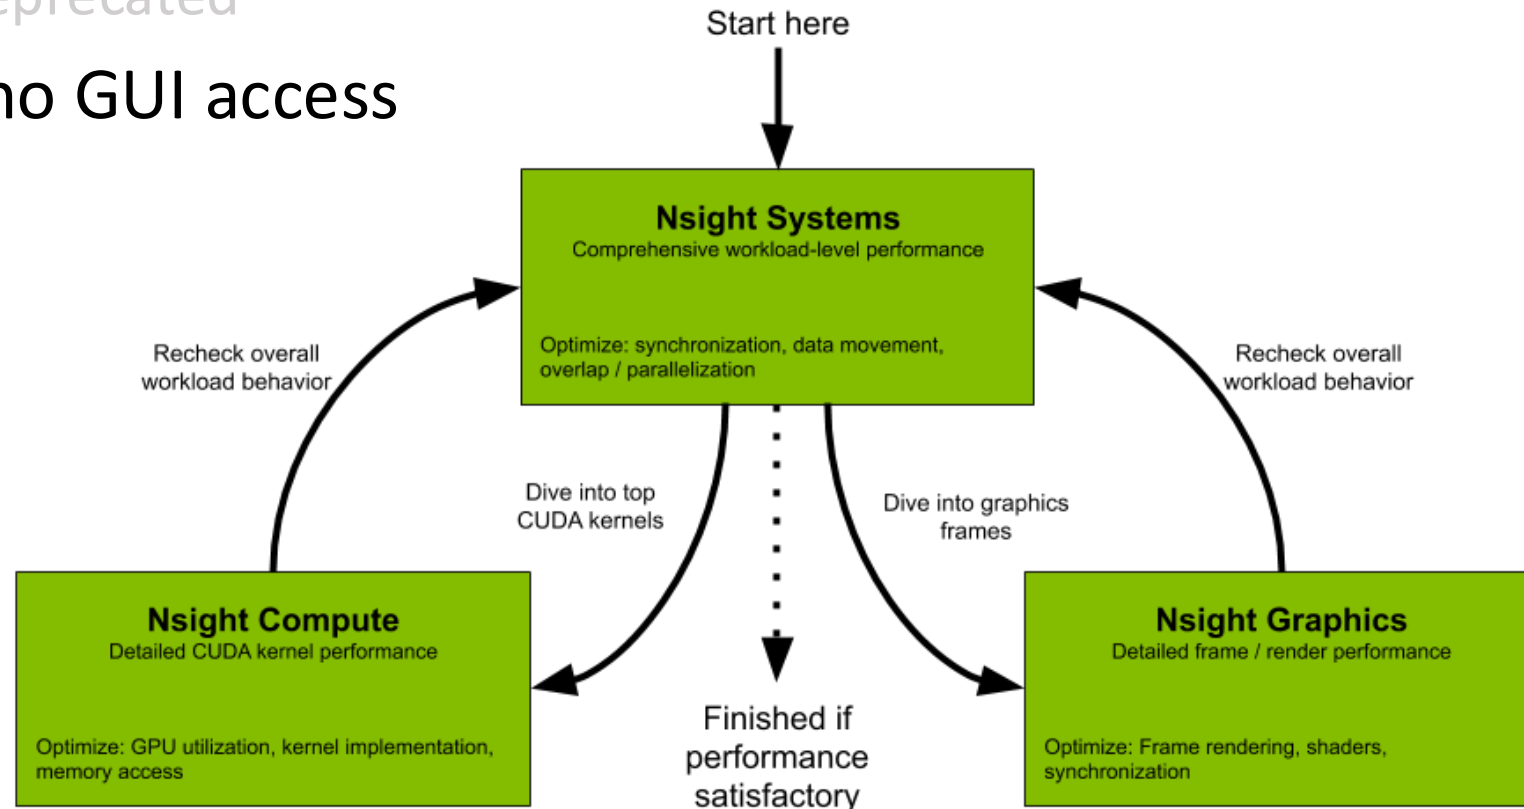 no GUI access
Start here
Nsight Systems
Comprehensive workload-level performance
Optimize: synchronization, data movement,
overlap / parallelization
Recheck overall
workload behavior
Recheck overall
workload behavior
Dive into top
CUDA kernels
Dive into graphics
frames
Nsight Compute
Detailed CUDA kernel performance
Optimize: GPU utilization, kernel implementation,
memory access
Finished if
performance
satisfactory
Nsight Graphics
Detailed frame / render performance
Optimize: Frame rendering, shaders,
synchronization